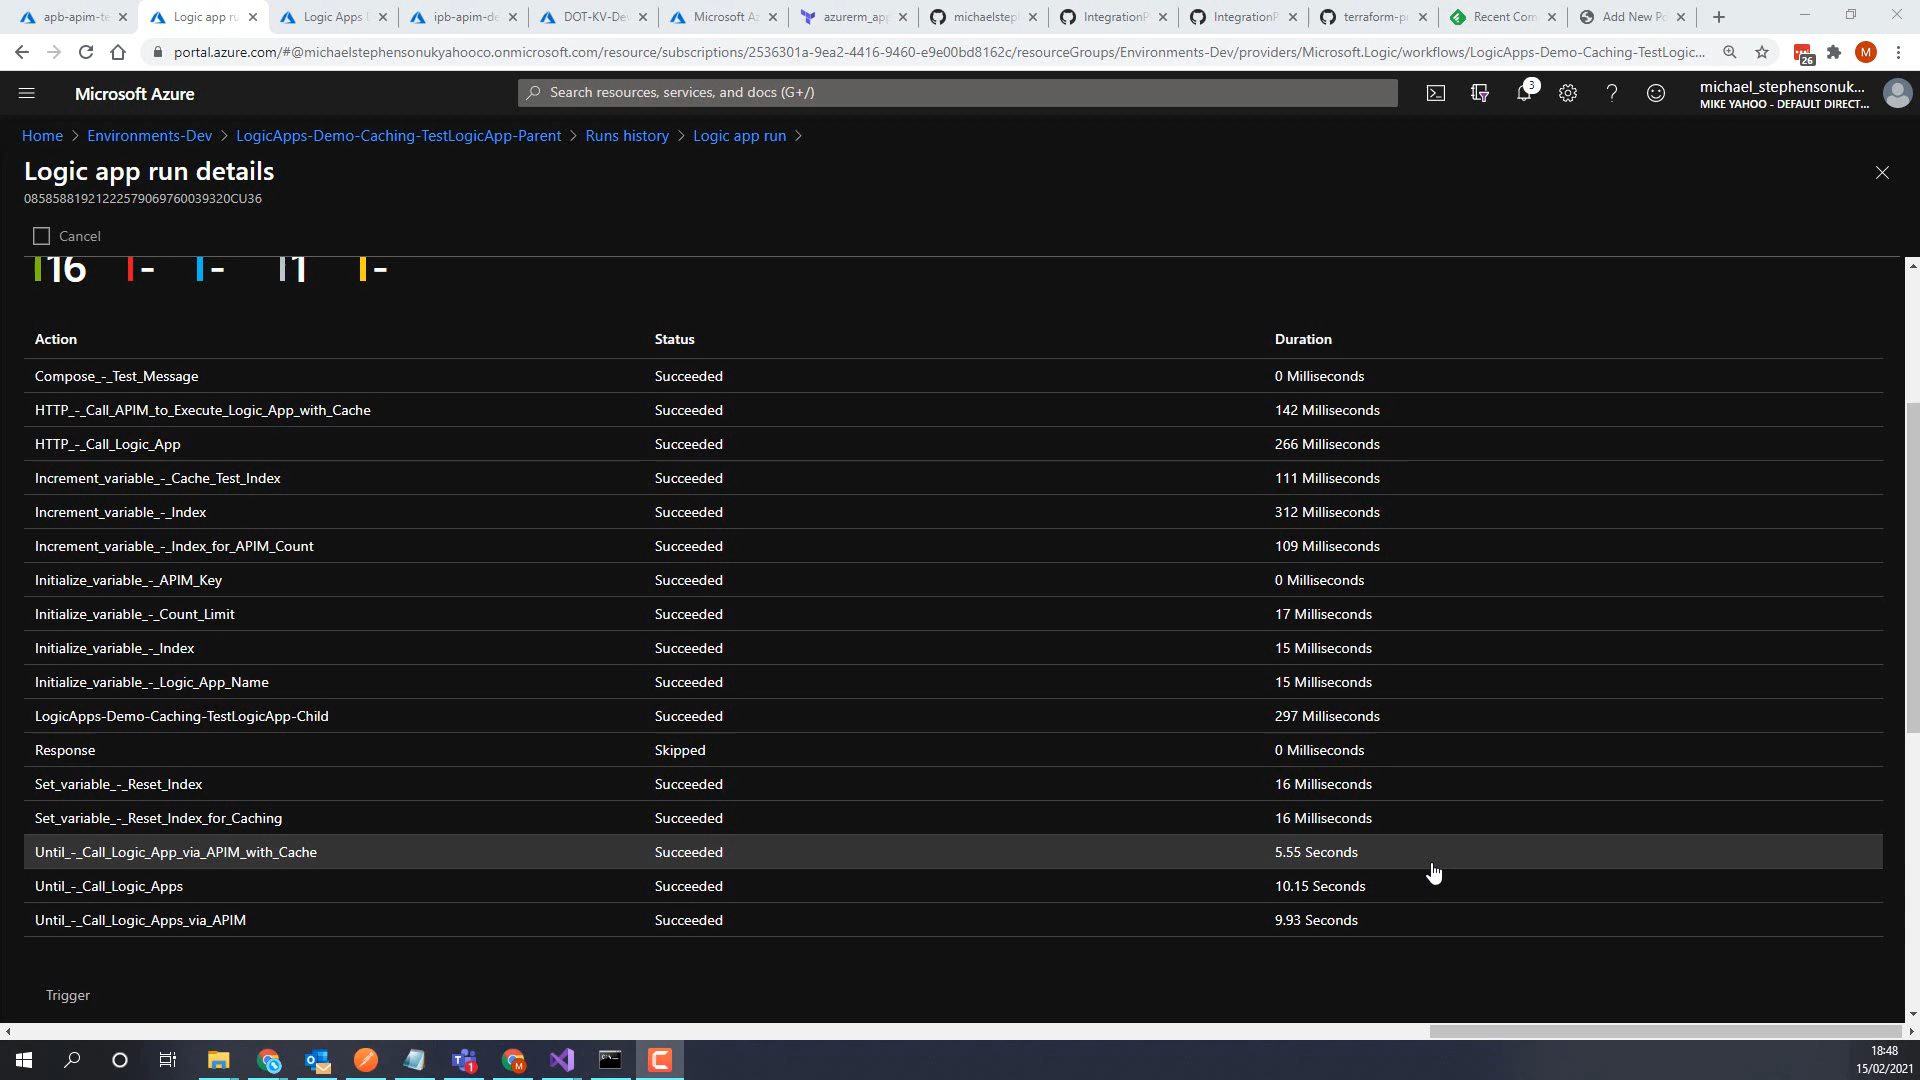 apb-apim-te
Logic app ru
Logic Apps D
ipb-apim-de
DOT-KV-Dev
Microsoft Az
azurerm_app
michaelsteph
IntegrationP
IntegrationP
terraform-pr
Recent Com
Add New Po
portal.azure.com/#@michaelstephensonukyahooco.onmicrosoft.com/resource/subscriptions/2536301a-9ea2-4416-9460-e9e00bd8162c/resourceGroups/Environments-Dev/providers/Microsoft.Logic/workflows/LogicApps-Demo-Caching-TestLogic...
26
M
Microsoft Azure
Search resources, services, and docs (G+/)
3
michael_stephensonuk...
MIKE YAHOO - DEFAULT DIRECT...
Home > Environments-Dev > LogicApps-Demo-Caching-TestLogicApp-Parent > Runs history > Logic app run >
Logic app run details
Cancel
16 - - 1 -
Action Status Duration
Compose_-_Test_Message Succeeded 0 Milliseconds
HTTP_-_Call_APIM_to_Execute_Logic_App_with_Cache Succeeded 142 Milliseconds
HTTP_-_Call_Logic_App Succeeded 266 Milliseconds
Increment_variable_-_Cache_Test_Index Succeeded 111 Milliseconds
Increment_variable_-_Index Succeeded 312 Milliseconds
Increment_variable_-_Index_for_APIM_Count Succeeded 109 Milliseconds
Initialize_variable_-_APIM_Key Succeeded 0 Milliseconds
Initialize_variable_-_Count_Limit Succeeded 17 Milliseconds
Initialize_variable_-_Index Succeeded 15 Milliseconds
Initialize_variable_-_Logic_App_Name Succeeded 15 Milliseconds
LogicApps-Demo-Caching-TestLogicApp-Child Succeeded 297 Milliseconds
Response Skipped 0 Milliseconds
Set_variable_-_Reset_Index Succeeded 16 Milliseconds
Set_variable_-_Reset_Index_for_Caching Succeeded 16 Milliseconds
Until_-_Call_Logic_App_via_APIM_with_Cache Succeeded 5.55 Seconds
Until_-_Call_Logic_Apps Succeeded 10.15 Seconds
Until_-_Call_Logic_Apps_via_APIM Succeeded 9.93 Seconds
Trigger
18:48
15/02/2021